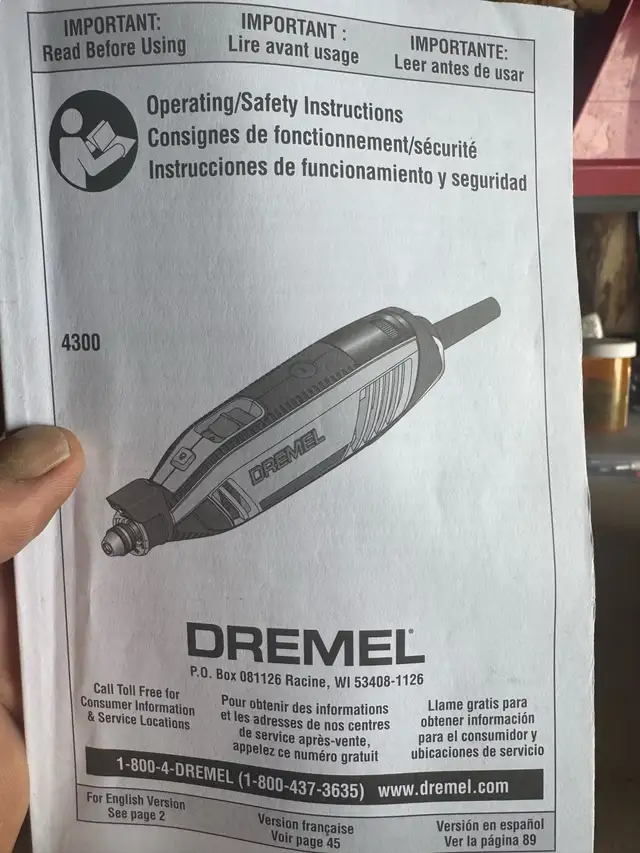 IMPORTANT:
Read Before Using
IMPORTANT :
Lire avant usage
IMPORTANTE:
Leer antes de usar
Operating/Safety Instructions
Consignes de fonctionnement/sécurité
Instrucciones de funcionamiento y seguridad
4300
DREMEL
DREMEL
P.O. Box 081126 Racine, WI 53408-1126
Call Toll Free for
Consumer Information
& Service Locations
Pour obtenir des informations
et les adresses de nos centres
de service après-vente,
appelez ce numéro gratuit
Llame gratis para
obtener información
para el consumidor y
ubicaciones de servicio
1-800-4-DREMEL (1-800-437-3635) www.dremel.com
For English Version
See page 2
Version française
Voir page 45
Versión en español
Ver la página 89